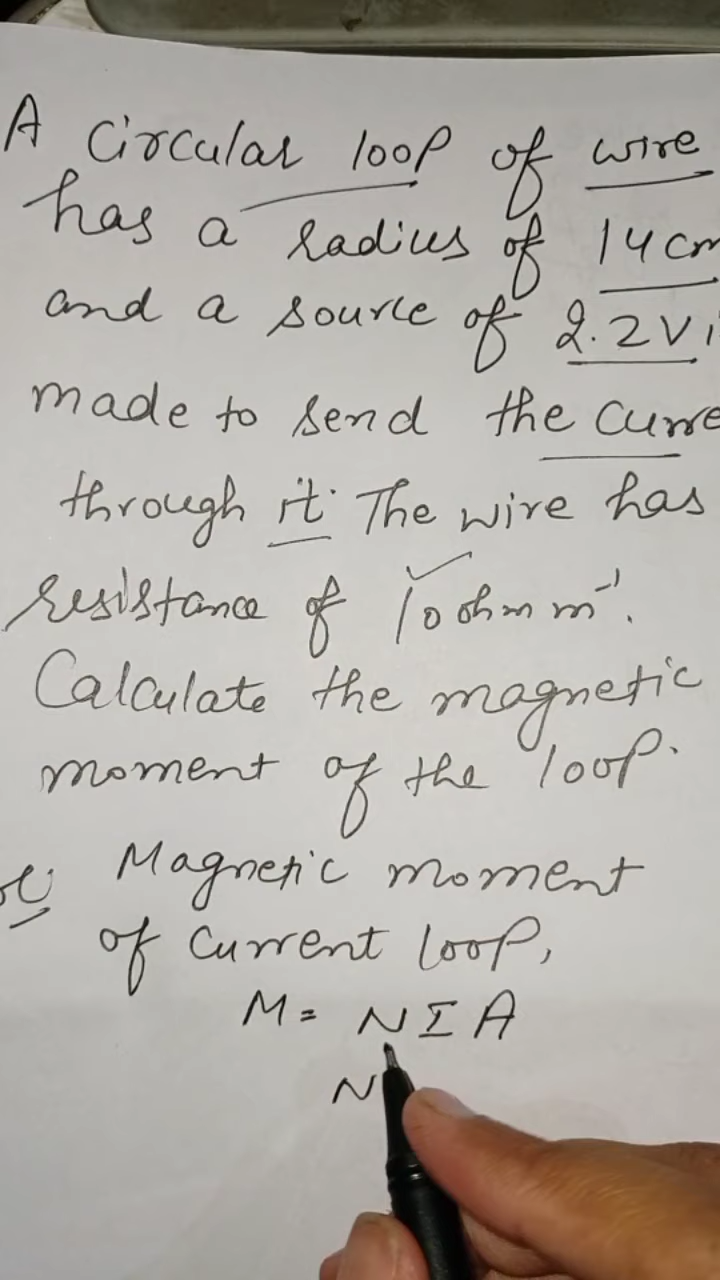 A circular loop of wire
has a radius of 14 cm
and a source of 2.2V
made to send the
through it. The wire has
resistance of 10 ohm m⁻¹.
Calculate the magnetic
moment of the loop.
Magnetic moment
of current loop,
M = NIA
N